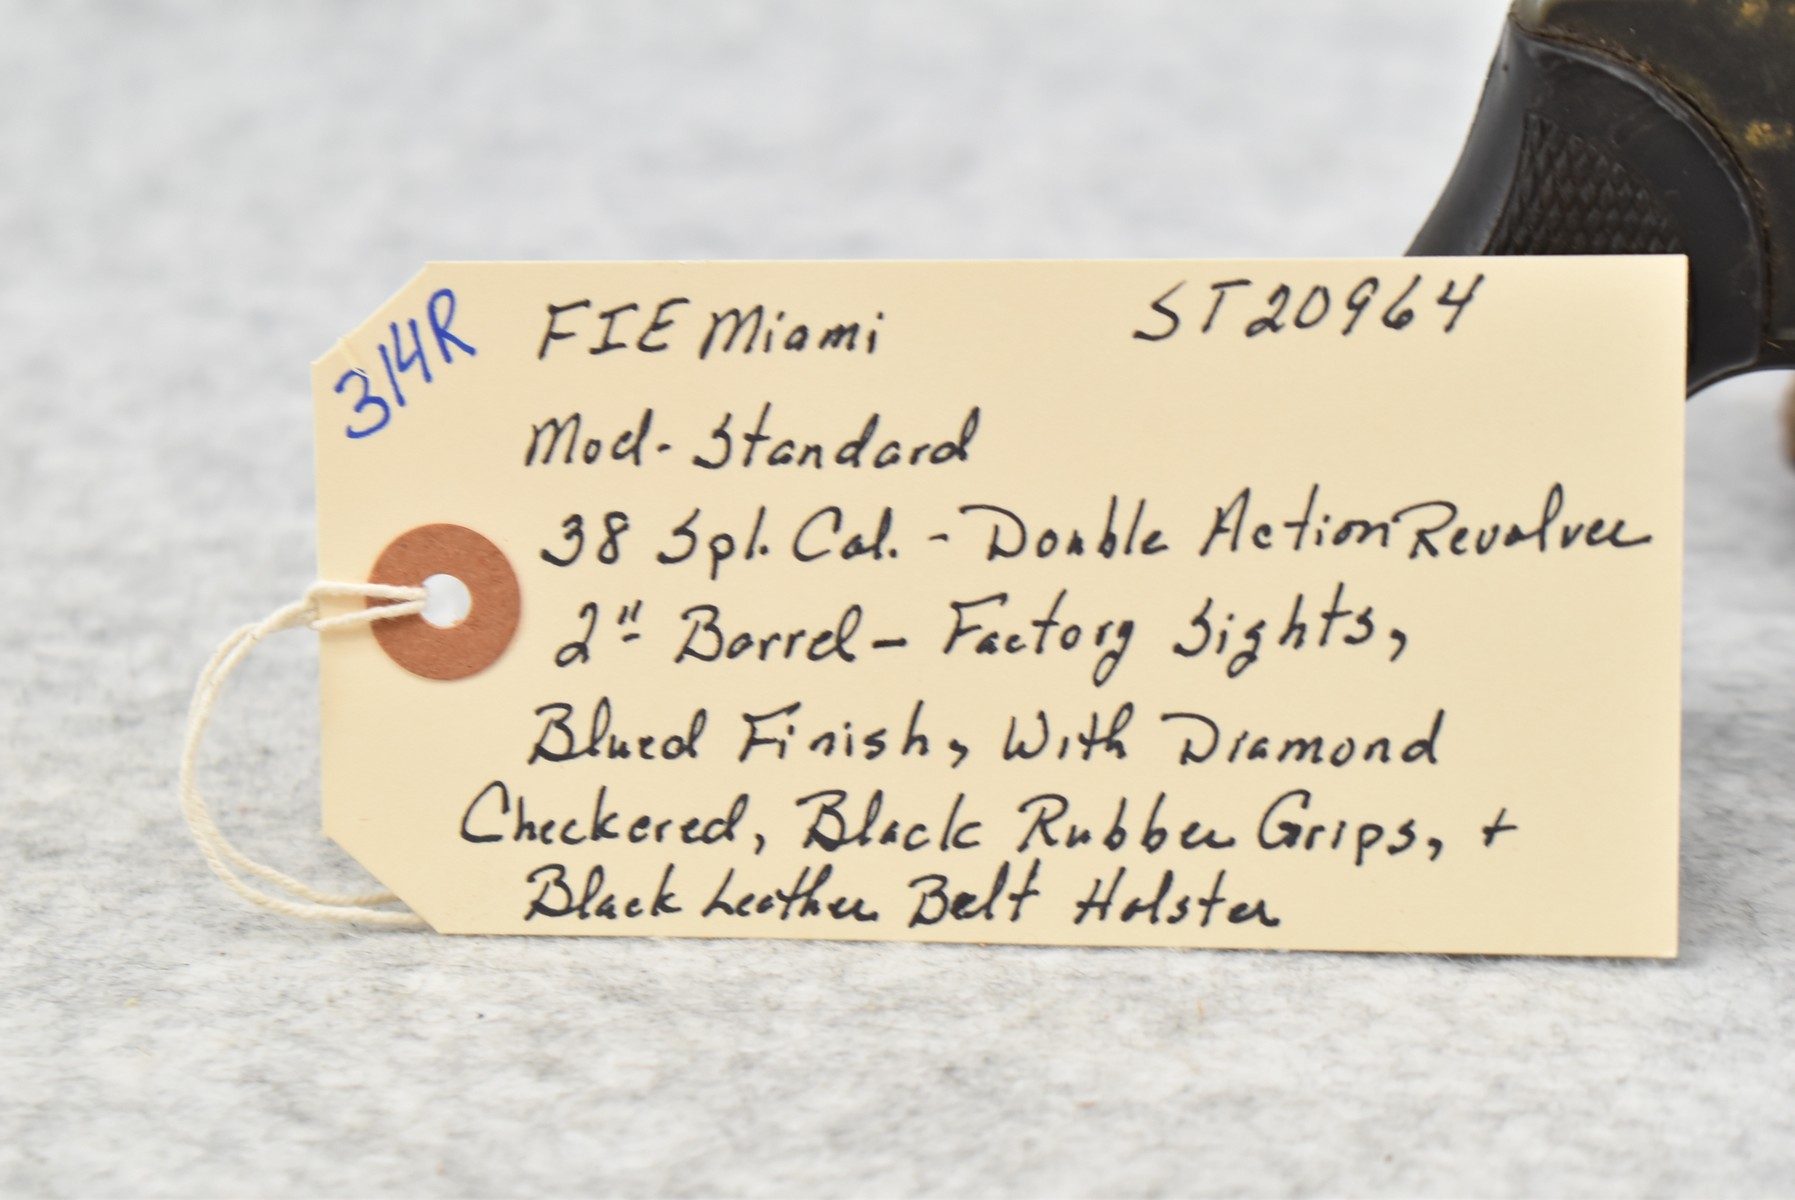 314R
FIE Miami ST20964
Mod- Standard
38 Spl. Cal. - Double Action Revolver
2" Barrel - Factory Sights,
Blued Finish, With Diamond
Checkered, Black Rubber Grips, +
Black Leather Belt Holster